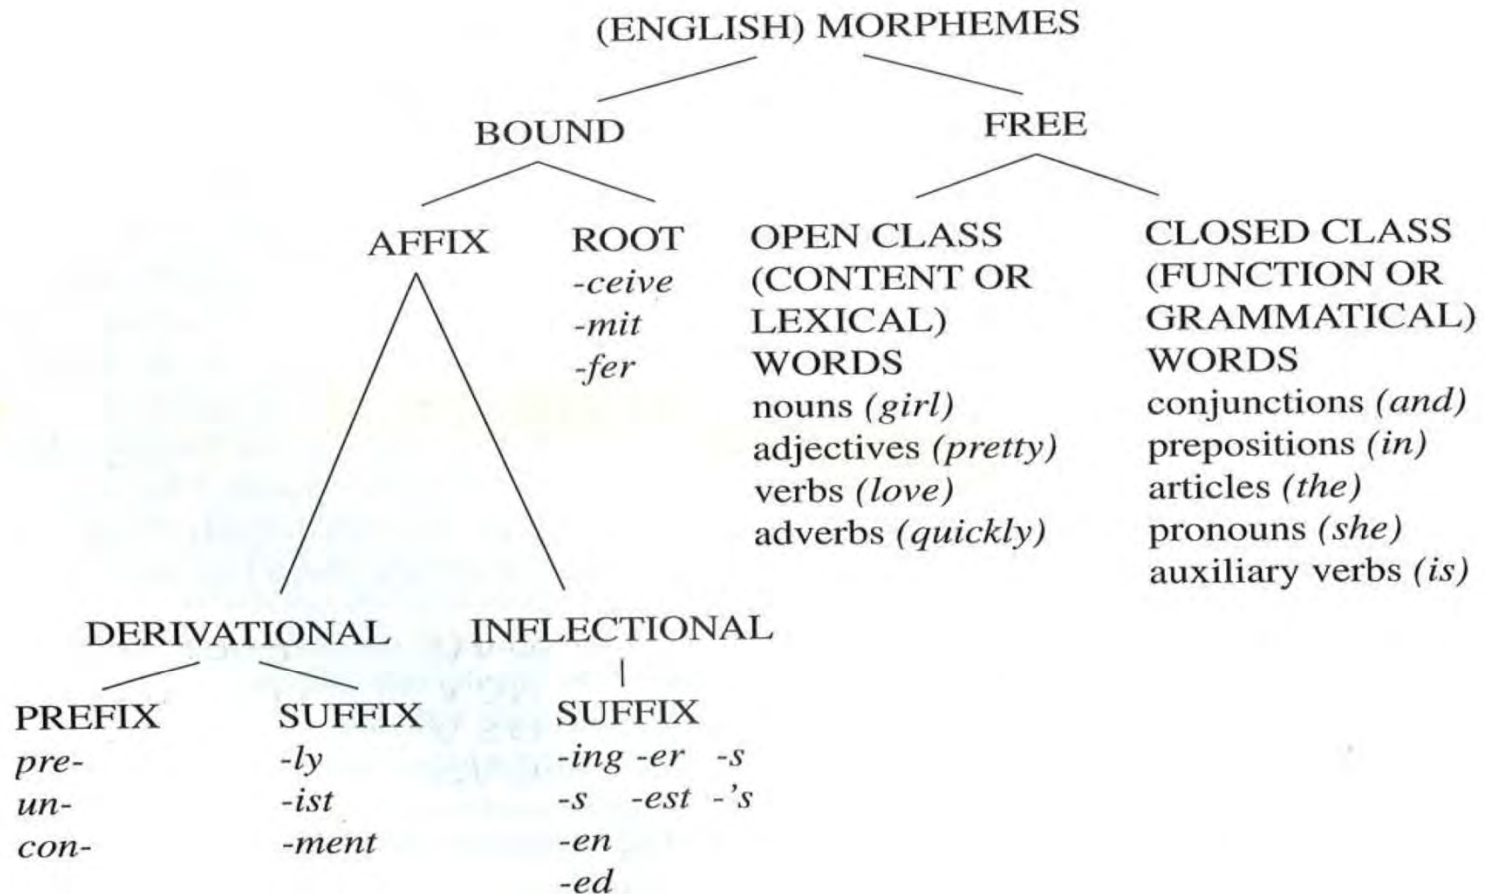 (ENGLISH) MORPHEMES
BOUND
FREE
AFFIX
ROOT
-ceive
-mit
-fer
OPEN CLASS
(CONTENT OR
LEXICAL)
WORDS
nouns (girl)
adjectives (pretty)
verbs (love)
adverbs (quickly)
CLOSED CLASS
(FUNCTION OR
GRAMMATICAL)
WORDS
conjunctions (and)
prepositions (in)
articles (the)
pronouns (she)
auxiliary verbs (is)
DERIVATIONAL
INFLECTIONAL
PREFIX
pre-
un-
con-
SUFFIX
-ly
-ist
-ment
SUFFIX
-ing -er -s
-s -est -'s
-en
-ed